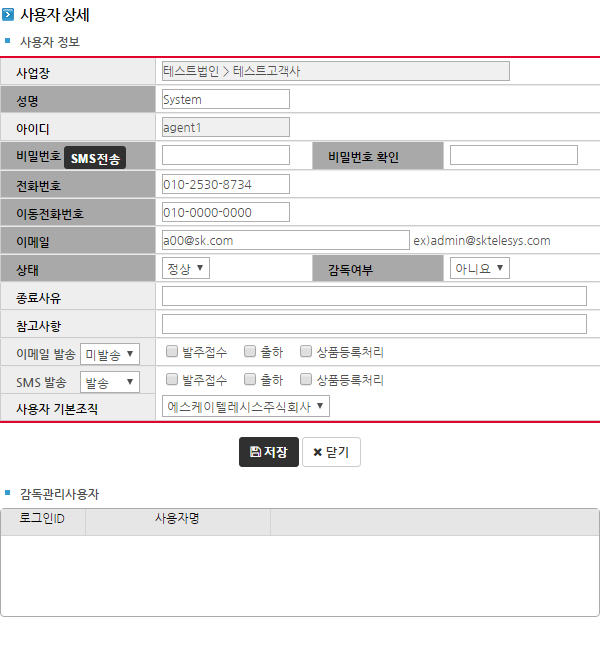 사용자 상세
사용자 정보
사업장 테스트법인 > 테스트고객사
성명 System
아이디 agent1
비밀번호 SMS전송 비밀번호 확인
전화번호 010-2530-8734
이동전화번호 010-0000-0000
이메일 a00@sk.com ex)admin@sktelesys.com
상태 정상 감독여부 아니요
종료사유
참고사항
이메일 발송 미발송 발주접수 출하 상품등록처리
SMS 발송 발송 발주접수 출하 상품등록처리
사용자 기본조직 에스케이텔레시스주식회사
저장 닫기
감독관리사용자
로그인ID 사용자명